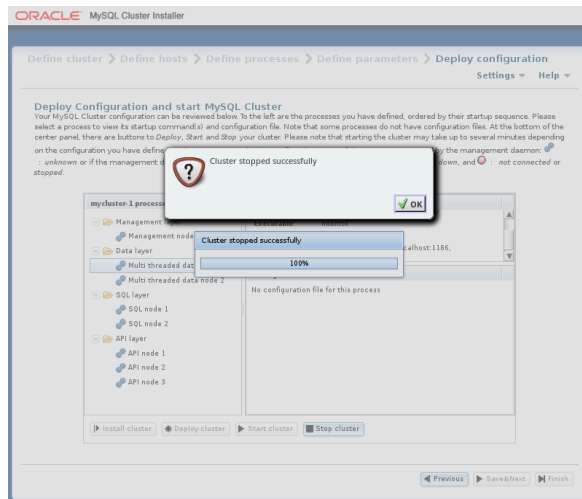 ORACLE MySQL Cluster Installer
Define cluster Define hosts Define processes Define parameters Deploy configuration
Settings Help
Deploy Configuration and start MySQL Cluster
Your MySQL Cluster configuration can be reviewed below. To the left are the processes you have defined, ordered by their startup sequence. Please
select a process to view its startup command(s) and configuration file. Note that some processes do not have configuration files. At the bottom of the
center panel, there are buttons to Deploy, Start and Stop your cluster. Please note that starting the cluster may take up to several minutes depending
on the configuration you have define by the management daemon:
: unknown or if the management d down, and : not connected or
stopped.
Cluster stopped successfully
OK
mycluster-1 processe
Management
Executable
Management node
Cluster stopped successfully
Data layer
calhost:1186,
100%
Multi threaded dat
Multi threaded data node 2
No configuration file for this process
SQL layer
SQL node 1
SQL node 2
API layer
API node 1
API node 2
API node 3
Install cluster Deploy cluster Start cluster Stop cluster
Previous Save&Next Finish